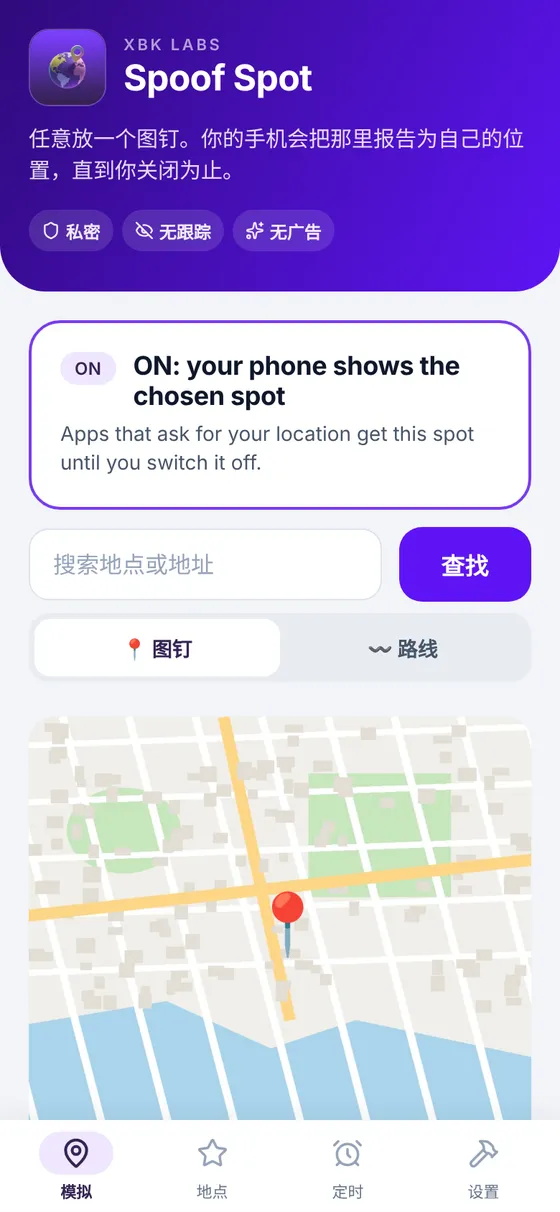 XBK LABS
Spoof Spot
任意放一个图钉。你的手机会把那里报告为自己的位
置，直到你关闭为止。
私密
无跟踪
无广告
ON
ON: your phone shows the
chosen spot
Apps that ask for your location get this spot
until you switch it off.
搜索地点或地址
查找
图钉
路线
模拟
地点
定时
设置